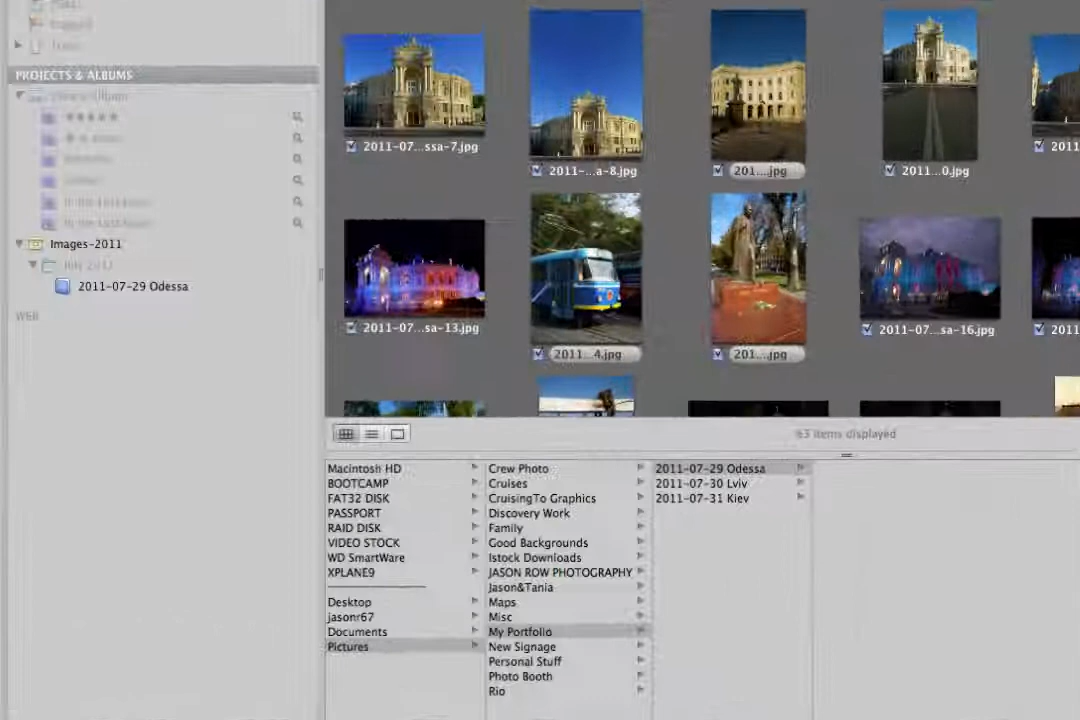 PROJECTS & ALBUMS
Images-2011
2011-07-29 Odessa
WEB
2011-07...ssa-7.jpg
2011-...a-8.jpg
201....jpg
2011...0.jpg
2011
2011-07...sa-13.jpg
2011...4.jpg
201...jpg
2011-07...sa-16.jpg
2011
63 items displayed
Macintosh HD
BOOTCAMP
FAT32 DISK
PASSPORT
RAID DISK
VIDEO STOCK
WD SmartWare
XPLANE9
Desktop
jasonr67
Documents
Pictures
Crew Photo
Cruises
CruisingTo Graphics
Discovery Work
Family
Good Backgrounds
Istock Downloads
JASON ROW PHOTOGRAPHY
Jason&Tania
Maps
Misc
My Portfolio
New Signage
Personal Stuff
Photo Booth
Rio
2011-07-29 Odessa
2011-07-30 Lviv
2011-07-31 Kiev